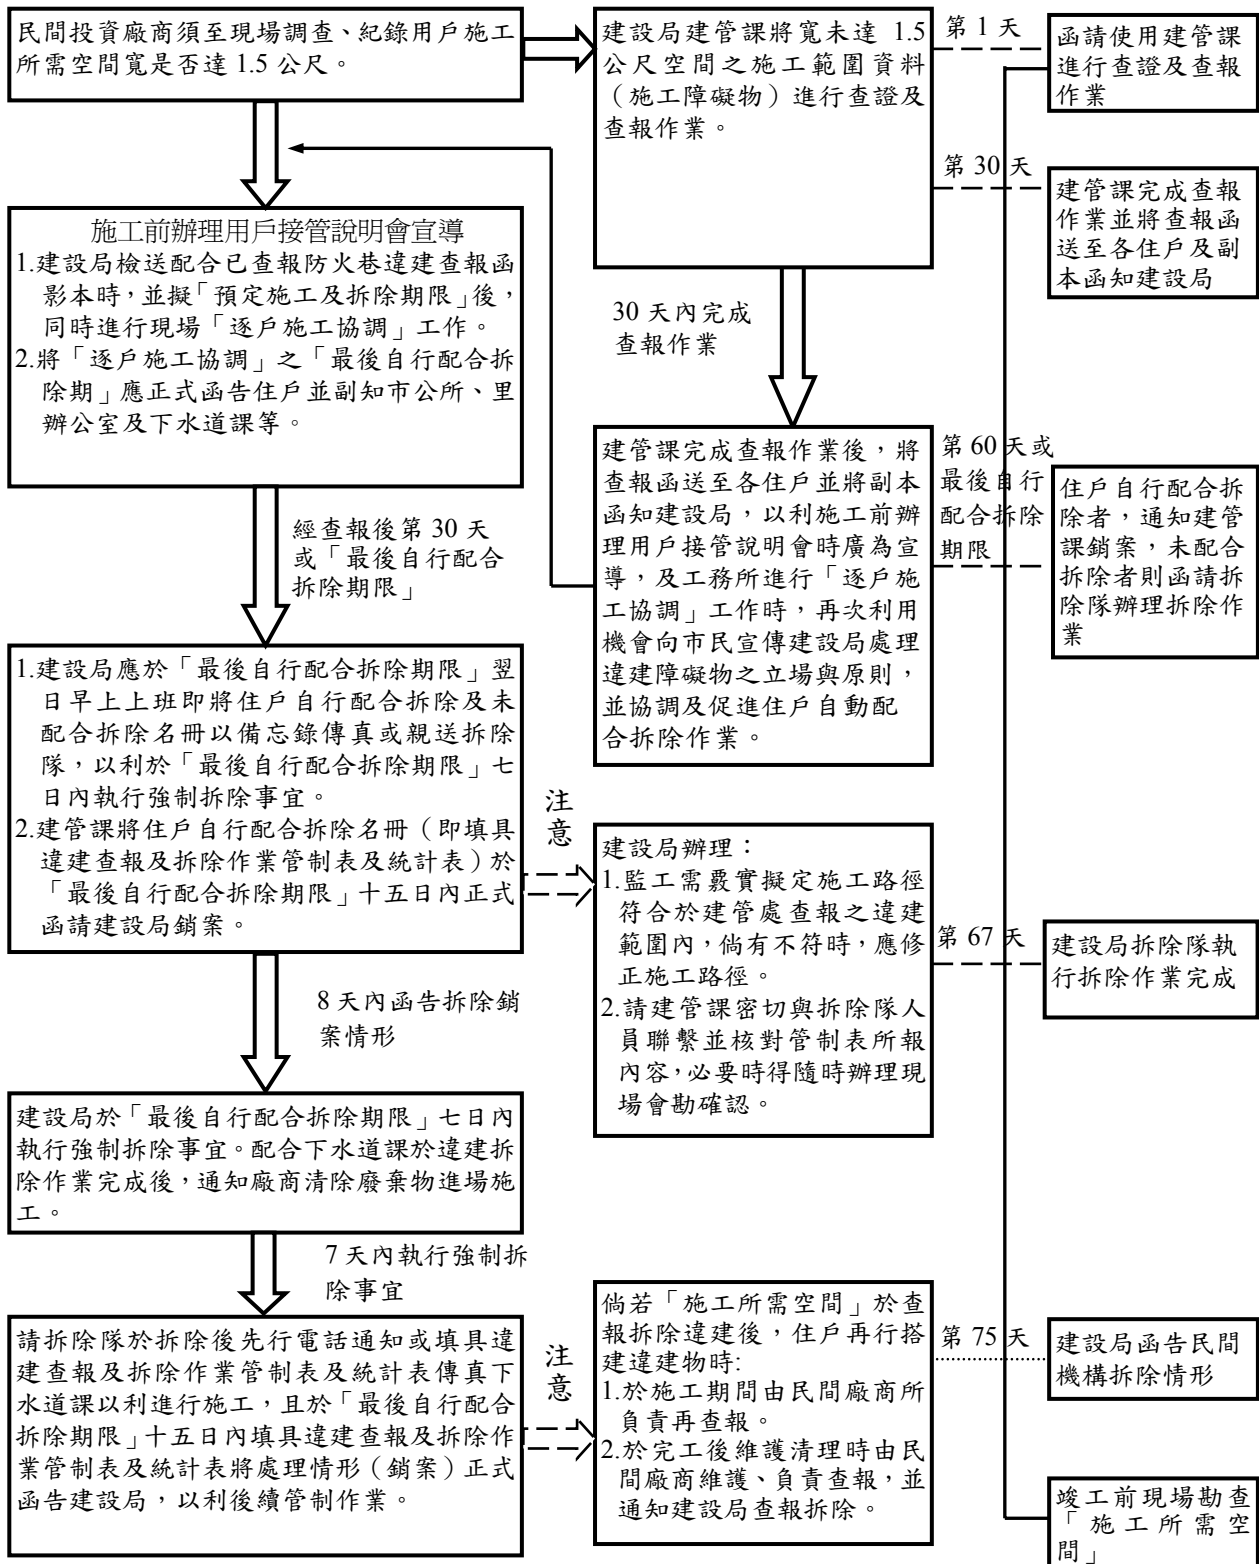 民間投資廠商須至現場調查、紀錄用戶施工
所需空間寬是否達 1.5 公尺。
建設局建管課將寬未達 1.5
公尺空間之施工範圍資料
（施工障礙物）進行查證及
查報作業。
第 1 天
函請使用建管課
進行查證及查報
作業
第 30 天
建管課完成查報
作業並將查報函
送至各住戶及副
本函知建設局
施工前辦理用戶接管說明會宣導
1.建設局檢送配合已查報防火巷違建查報函
影本時，並擬「預定施工及拆除期限」後，
同時進行現場「逐戶施工協調」工作。
2.將「逐戶施工協調」之「最後自行配合拆
除期」應正式函告住戶並副知市公所、里
辦公室及下水道課等。
30 天內完成
查報作業
建管課完成查報作業後，將
查報函送至各住戶並將副本
函知建設局，以利施工前辦
理用戶接管說明會時廣為宣
導，及工務所進行「逐戶施
工協調」工作時，再次利用
機會向市民宣傳建設局處理
違建障礙物之立場與原則，
並協調及促進住戶自動配
合拆除作業。
第 60 天或
最後自行
配合拆除
期限
住戶自行配合拆
除者，通知建管
課銷案，未配合
拆除者則函請拆
除隊辦理拆除作
業
經查報後第 30 天
或「最後自行配合
拆除期限」
1.建設局應於「最後自行配合拆除期限」翌
日早上上班即將住戶自行配合拆除及未
配合拆除名冊以備忘錄傳真或親送拆除
隊，以利於「最後自行配合拆除期限」七
日內執行強制拆除事宜。
2.建管課將住戶自行配合拆除名冊（即填具
違建查報及拆除作業管制表及統計表）於
「最後自行配合拆除期限」十五日內正式
函請建設局銷案。
注
意
建設局辦理：
1.監工需覈實擬定施工路徑
符合於建管處查報之違建
範圍內，倘有不符時，應修
正施工路徑。
2.請建管課密切與拆除隊人
員聯繫並核對管制表所報
內容，必要時得隨時辦理現
場會勘確認。
第 67 天
建設局拆除隊執
行拆除作業完成
8 天內函告拆除銷
案情形
建設局於「最後自行配合拆除期限」七日內
執行強制拆除事宜。配合下水道課於違建拆
除作業完成後，通知廠商清除廢棄物進場施
工。
7 天內執行強制拆
除事宜
請拆除隊於拆除後先行電話通知或填具違
建查報及拆除作業管制表及統計表傳真下
水道課以利進行施工，且於「最後自行配合
拆除期限」十五日內填具違建查報及拆除作
業管制表及統計表將處理情形（銷案）正式
函告建設局，以利後續管制作業。
注
意
倘若「施工所需空間」於查
報拆除違建後，住戶再行搭
建違建物時:
1.於施工期間由民間廠商所
負責再查報。
2.於完工後維護清理時由民
間廠商維護、負責查報，並
通知建設局查報拆除。
第 75 天
建設局函告民間
機構拆除情形
竣工前現場勘查
「施工所需空
間」